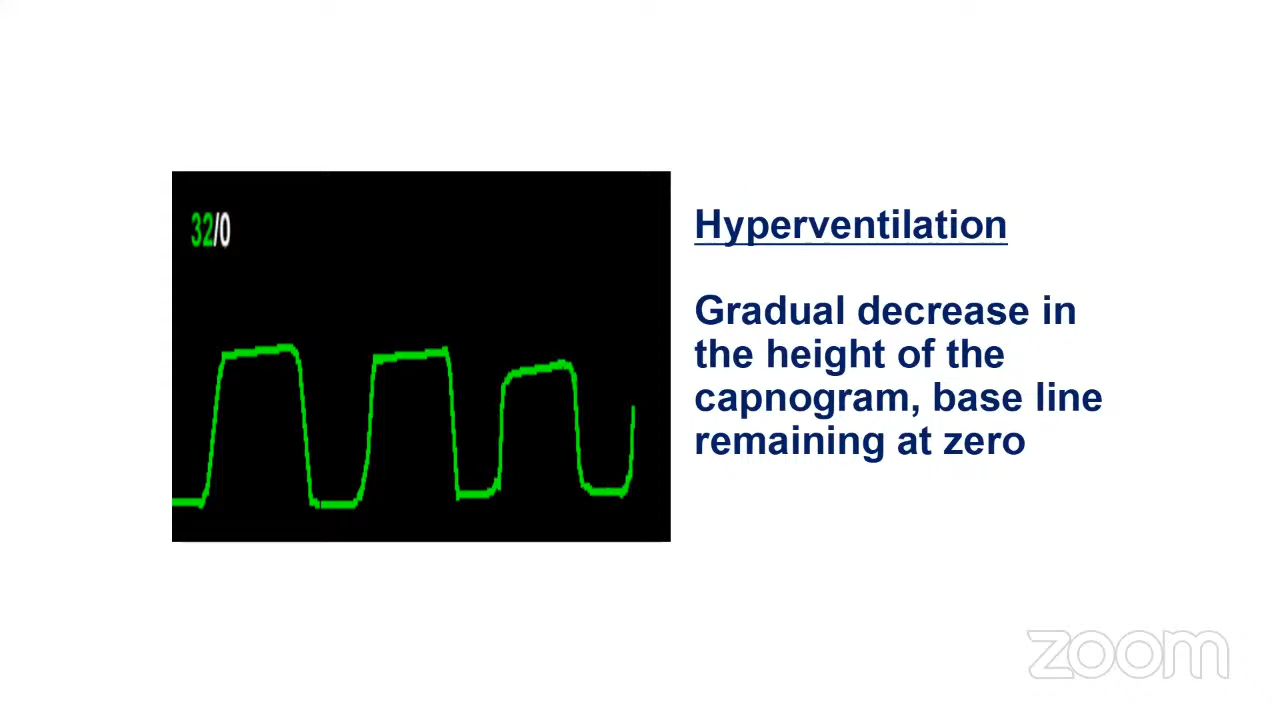 32/0
Hyperventilation
Gradual decrease in
the height of the
capnogram, base line
remaining at zero
zoom